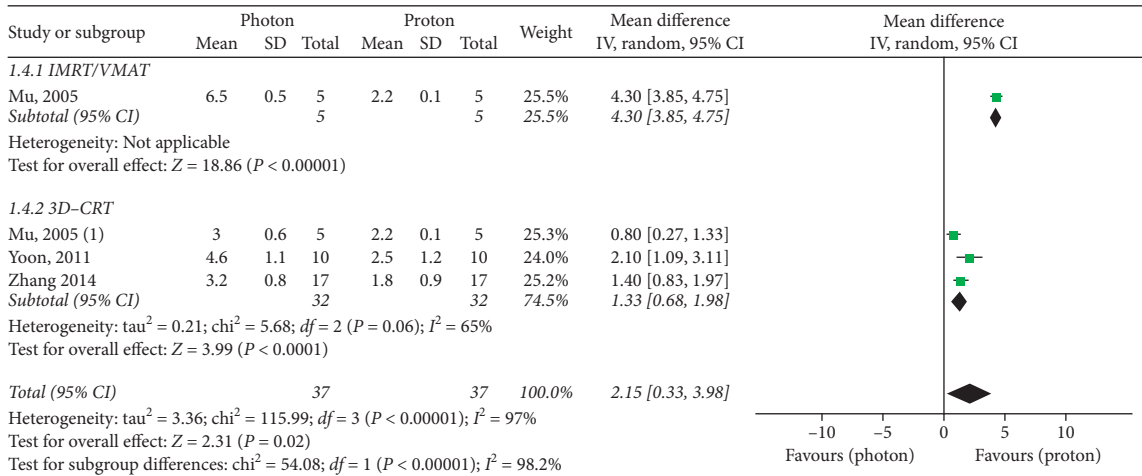 Study or subgroup Photon Proton Weight Mean difference Mean difference
Mean SD Total Mean SD Total IV, random, 95% CI IV, random, 95% CI
1.4.1 IMRT/VMAT
Mu, 2005 6.5 0.5 5 2.2 0.1 5 25.5% 4.30 [3.85, 4.75]
Subtotal (95% CI) 5 5 25.5% 4.30 [3.85, 4.75]
Heterogeneity: Not applicable
Test for overall effect: Z = 18.86 (P < 0.00001)
1.4.2 3D–CRT
Mu, 2005 (1) 3 0.6 5 2.2 0.1 5 25.3% 0.80 [0.27, 1.33]
Yoon, 2011 4.6 1.1 10 2.5 1.2 10 24.0% 2.10 [1.09, 3.11]
Zhang 2014 3.2 0.8 17 1.8 0.9 17 25.2% 1.40 [0.83, 1.97]
Subtotal (95% CI) 32 32 74.5% 1.33 [0.68, 1.98]
Heterogeneity: tau² = 0.21; chi² = 5.68; df = 2 (P = 0.06); I² = 65%
Test for overall effect: Z = 3.99 (P < 0.0001)
Total (95% CI) 37 37 100.0% 2.15 [0.33, 3.98]
Heterogeneity: tau² = 3.36; chi² = 115.99; df = 3 (P < 0.00001); I² = 97%
Test for overall effect: Z = 2.31 (P = 0.02)
Test for subgroup differences: chi² = 54.08; df = 1 (P < 0.00001); I² = 98.2%
–10 –5 0 5 10
Favours (photon) Favours (proton)